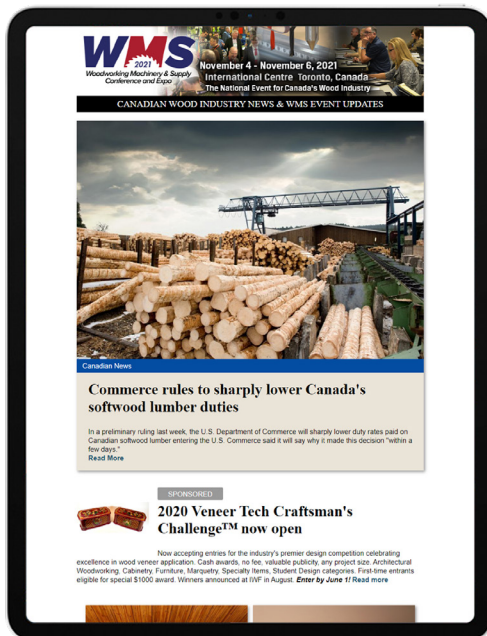 WMS
2021
Woodworking Machinery & Supply
Conference and Expo
November 4 - November 6, 2021
International Centre Toronto, Canada
The National Event for Canada's Wood Industry
CANADIAN WOOD INDUSTRY NEWS & WMS EVENT UPDATES
Canadian News
Commerce rules to sharply lower Canada's
softwood lumber duties
In a preliminary ruling last week, the U.S. Department of Commerce will sharply lower duty rates paid on
Canadian softwood lumber entering the U.S. Commerce said it will say why it made this decision "within a
few days."
Read More
SPONSORED
2020 Veneer Tech Craftsman's
Challenge™ now open
Now accepting entries for the industry's premier design competition celebrating
excellence in wood veneer application. Cash awards, no fee, valuable publicity, any project size. Architectural
Woodworking, Cabinetry, Furniture, Marquetry, Specialty Items, Student Design categories. First-time entrants
eligible for special $1000 award. Winners announced at IWF in August. Enter by June 1! Read more